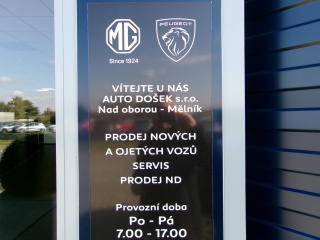 MG
Since 1924
PEUGEOT
VÍTEJTE U NÁS
AUTO DOŠEK s.r.o.
Nad oborou - Mělník
PRODEJ NOVÝCH
A OJETÝCH VOZŮ
SERVIS
PRODEJ ND
Provozní doba
Po - Pá
7.00 - 17.00